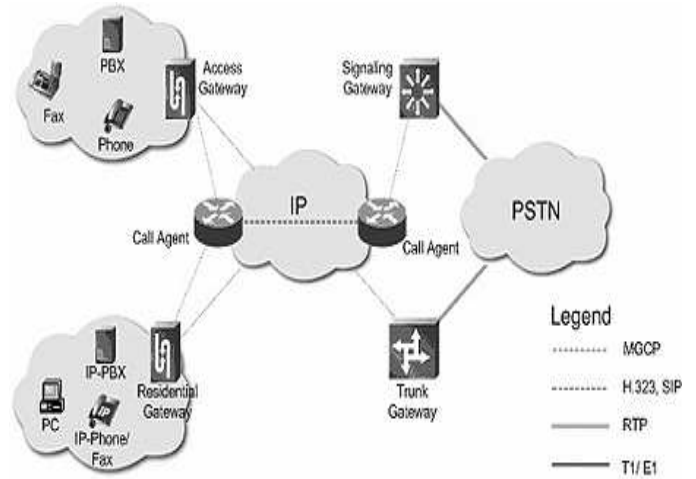 PBX
Access
Gateway
Signaling
Gateway
Fax
Phone
IP
PSTN
Call Agent
Call Agent
Legend
MGCP
IP-PBX
H.323, SIP
PC
Residential
Gateway
Trunk
Gateway
IP
IP-Phone/
Fax
RTP
T1/ E1